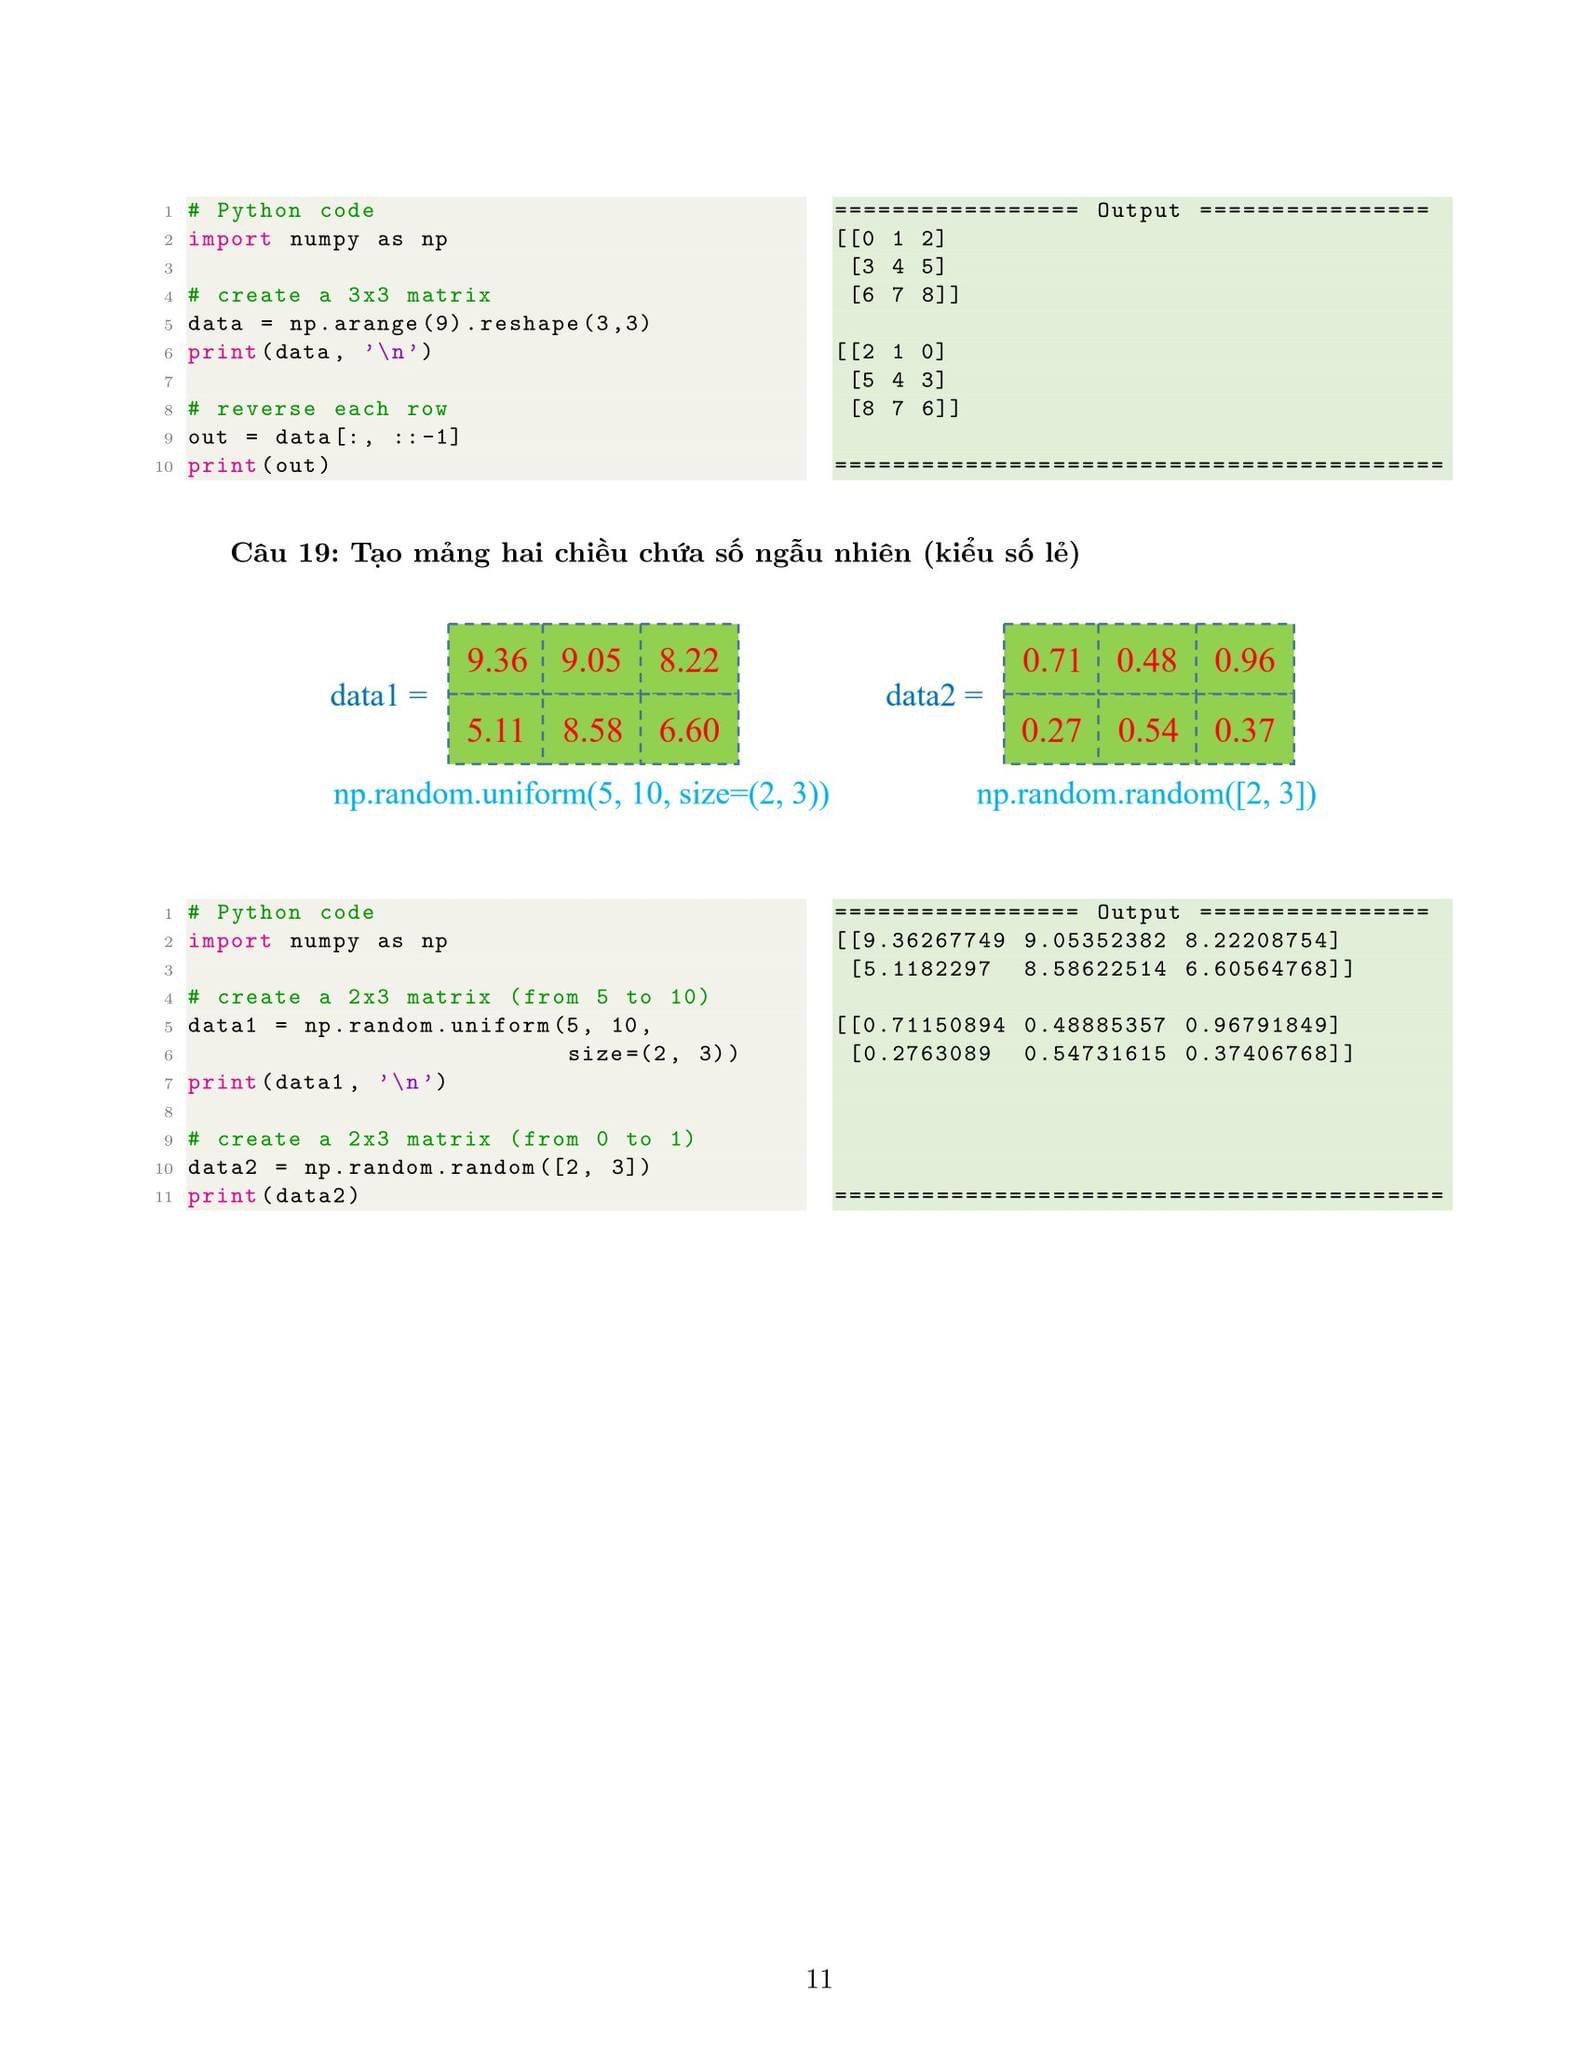 1 # Python code
2 import numpy as np
3
4 # create a 3x3 matrix
5 data = np.arange(9).reshape(3,3)
6 print(data, '\n')
7
8 # reverse each row
9 out = data[:, ::-1]
10 print(out)
================= Output ================
[[0 1 2]
 [3 4 5]
 [6 7 8]]

[[2 1 0]
 [5 4 3]
 [8 7 6]]

==========================================
Câu 19: Tạo mảng hai chiều chứa số ngẫu nhiên (kiểu số lẻ)
data1 =
9.36 9.05 8.22
5.11 8.58 6.60
np.random.uniform(5, 10, size=(2, 3))
data2 =
0.71 0.48 0.96
0.27 0.54 0.37
np.random.random([2, 3])
1 # Python code
2 import numpy as np
3
4 # create a 2x3 matrix (from 5 to 10)
5 data1 = np.random.uniform(5, 10,
6                           size=(2, 3))
7 print(data1, '\n')
8
9 # create a 2x3 matrix (from 0 to 1)
10 data2 = np.random.random([2, 3])
11 print(data2)
================= Output ================
[[9.36267749 9.05352382 8.22208754]
 [5.1182297  8.58622514 6.60564768]]

[[0.71150894 0.48885357 0.96791849]
 [0.2763089  0.54731615 0.37406768]]

==========================================
11